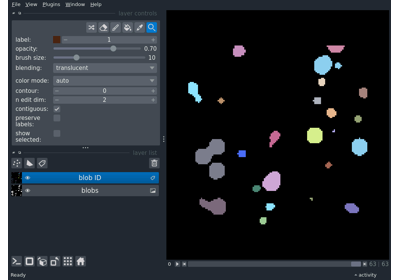 File View Plugins Window Help
layer controls
label: 1
opacity: 0.70
brush size: 10
blending: translucent
color mode: auto
contour: 0
n edit dim: 2
contiguous:
preserve
labels:
show
selected:
layer list
blob ID
blobs
63 63
Ready
activity